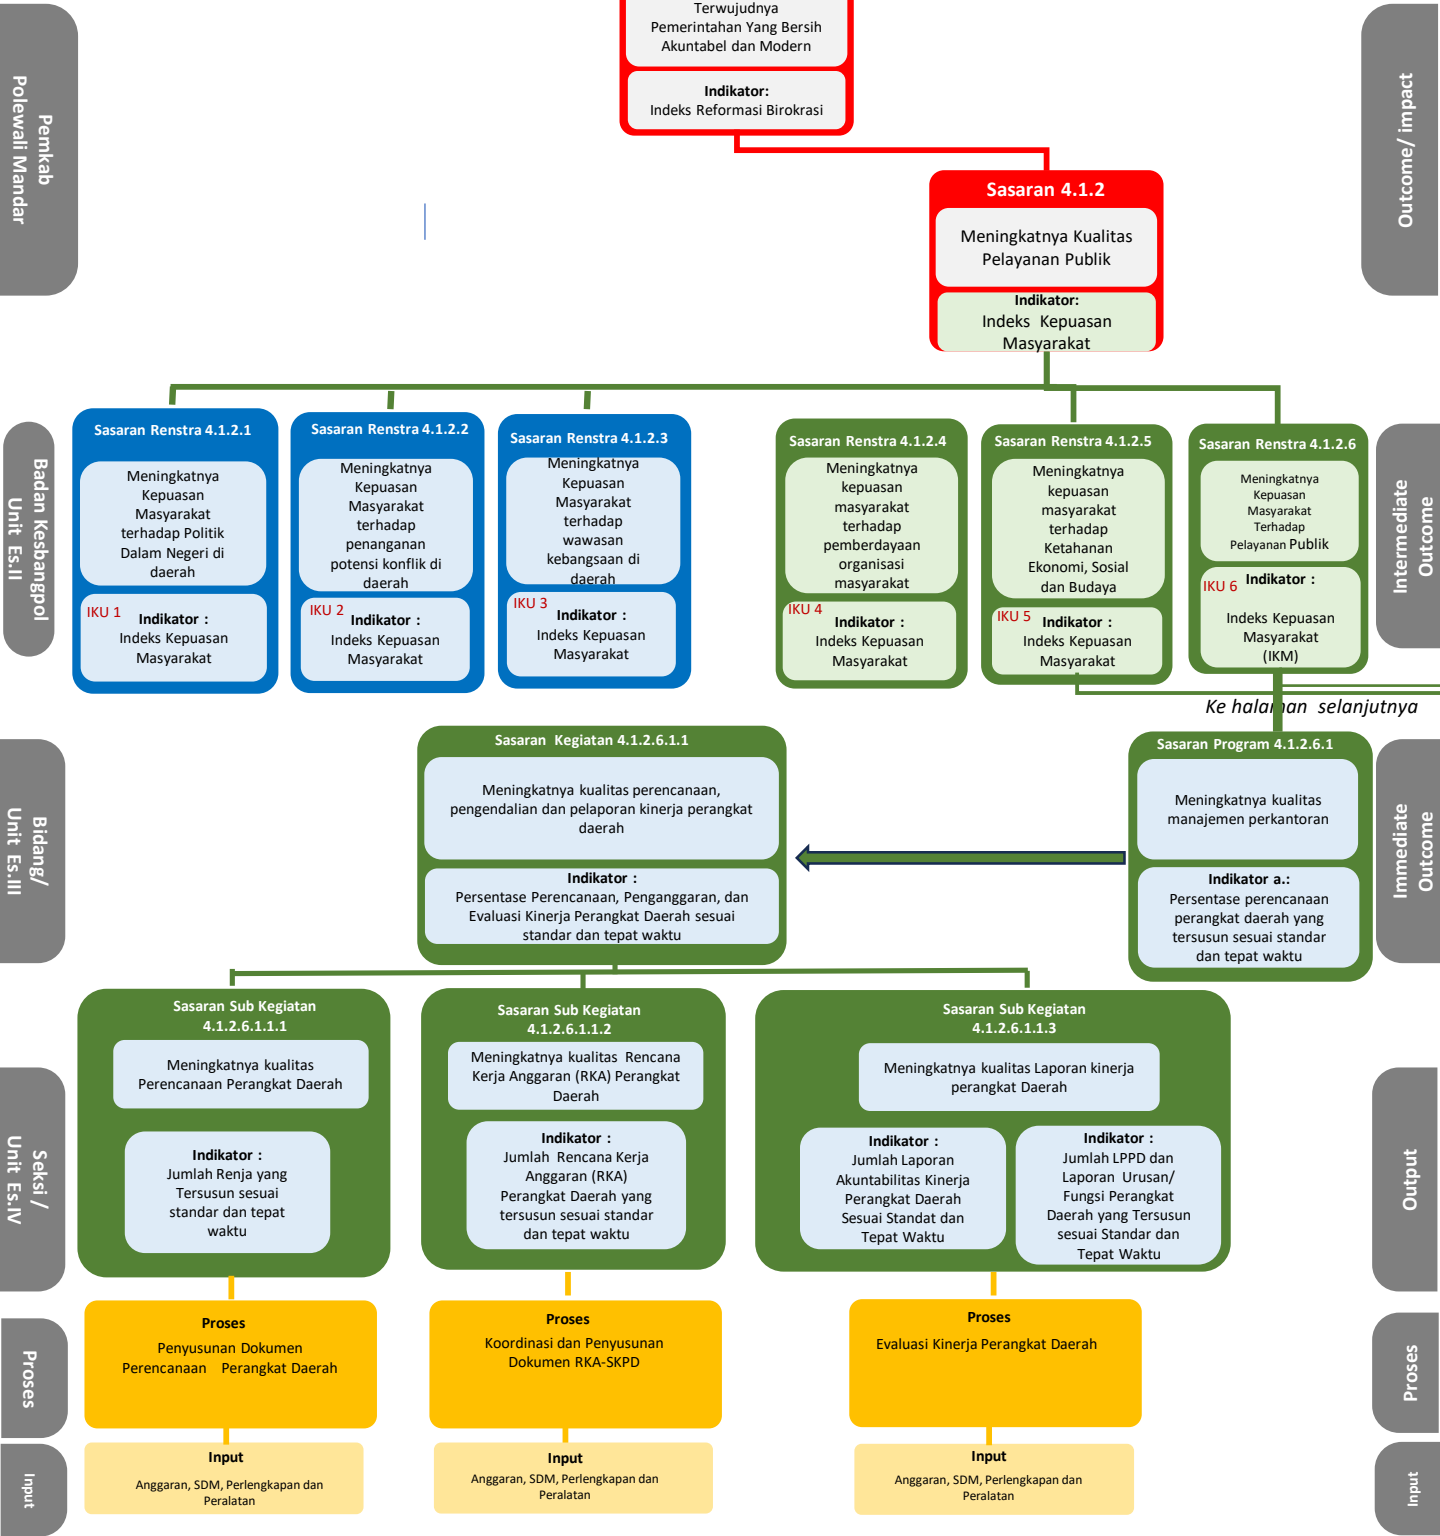 Terwujudnya
Pemerintahan Yang Bersih
Akuntabel dan Modern
Indikator:
Indeks Reformasi Birokrasi
Pemkab
Polewali Mandar
Outcome/ impact
Sasaran 4.1.2
Meningkatnya Kualitas
Pelayanan Publik
Indikator:
Indeks Kepuasan
Masyarakat
Badan Kesbangpol
Unit Es.II
Sasaran Renstra 4.1.2.1
Meningkatnya
Kepuasan
Masyarakat
terhadap Politik
Dalam Negeri di
daerah
IKU 1
Indikator :
Indeks Kepuasan
Masyarakat
Sasaran Renstra 4.1.2.2
Meningkatnya
Kepuasan
Masyarakat
terhadap
penanganan
potensi konflik di
daerah
IKU 2
Indikator :
Indeks Kepuasan
Masyarakat
Sasaran Renstra 4.1.2.3
Meningkatnya
Kepuasan
Masyarakat
terhadap
wawasan
kebangsaan di
daerah
IKU 3
Indikator :
Indeks Kepuasan
Masyarakat
Sasaran Renstra 4.1.2.4
Meningkatnya
kepuasan
masyarakat
terhadap
pemberdayaan
organisasi
masyarakat
IKU 4
Indikator :
Indeks Kepuasan
Masyarakat
Sasaran Renstra 4.1.2.5
Meningkatnya
kepuasan
masyarakat
terhadap
Ketahanan
Ekonomi, Sosial
dan Budaya
IKU 5
Indikator :
Indeks Kepuasan
Masyarakat
Sasaran Renstra 4.1.2.6
Meningkatnya
Kepuasan
Masyarakat
Terhadap
Pelayanan Publik
IKU 6
Indikator :
Indeks Kepuasan
Masyarakat
(IKM)
Intermediate
Outcome
Ke halaman selanjutnya
Bidang/
Unit Es.III
Sasaran Kegiatan 4.1.2.6.1.1
Meningkatnya kualitas perencanaan,
pengendalian dan pelaporan kinerja perangkat
daerah
Indikator :
Persentase Perencanaan, Penganggaran, dan
Evaluasi Kinerja Perangkat Daerah sesuai
standar dan tepat waktu
Sasaran Program 4.1.2.6.1
Meningkatnya kualitas
manajemen perkantoran
Indikator a.:
Persentase perencanaan
perangkat daerah yang
tersusun sesuai standar
dan tepat waktu
Immediate
Outcome
Seksi /
Unit Es.IV
Sasaran Sub Kegiatan
4.1.2.6.1.1.1
Meningkatnya kualitas
Perencanaan Perangkat Daerah
Indikator :
Jumlah Renja yang
Tersusun sesuai
standar dan tepat
waktu
Sasaran Sub Kegiatan
4.1.2.6.1.1.2
Meningkatnya kualitas Rencana
Kerja Anggaran (RKA) Perangkat
Daerah
Indikator :
Jumlah Rencana Kerja
Anggaran (RKA)
Perangkat Daerah yang
tersusun sesuai standar
dan tepat waktu
Sasaran Sub Kegiatan
4.1.2.6.1.1.3
Meningkatnya kualitas Laporan kinerja
perangkat Daerah
Indikator :
Jumlah Laporan
Akuntabilitas Kinerja
Perangkat Daerah
Sesuai Standat dan
Tepat Waktu
Indikator :
Jumlah LPPD dan
Laporan Urusan/
Fungsi Perangkat
Daerah yang Tersusun
sesuai Standar dan
Tepat Waktu
Output
Proses
Proses
Penyusunan Dokumen
Perencanaan Perangkat Daerah
Proses
Koordinasi dan Penyusunan
Dokumen RKA-SKPD
Proses
Evaluasi Kinerja Perangkat Daerah
Proses
Input
Input
Anggaran, SDM, Perlengkapan dan
Peralatan
Input
Anggaran, SDM, Perlengkapan dan
Peralatan
Input
Anggaran, SDM, Perlengkapan dan
Peralatan
Input